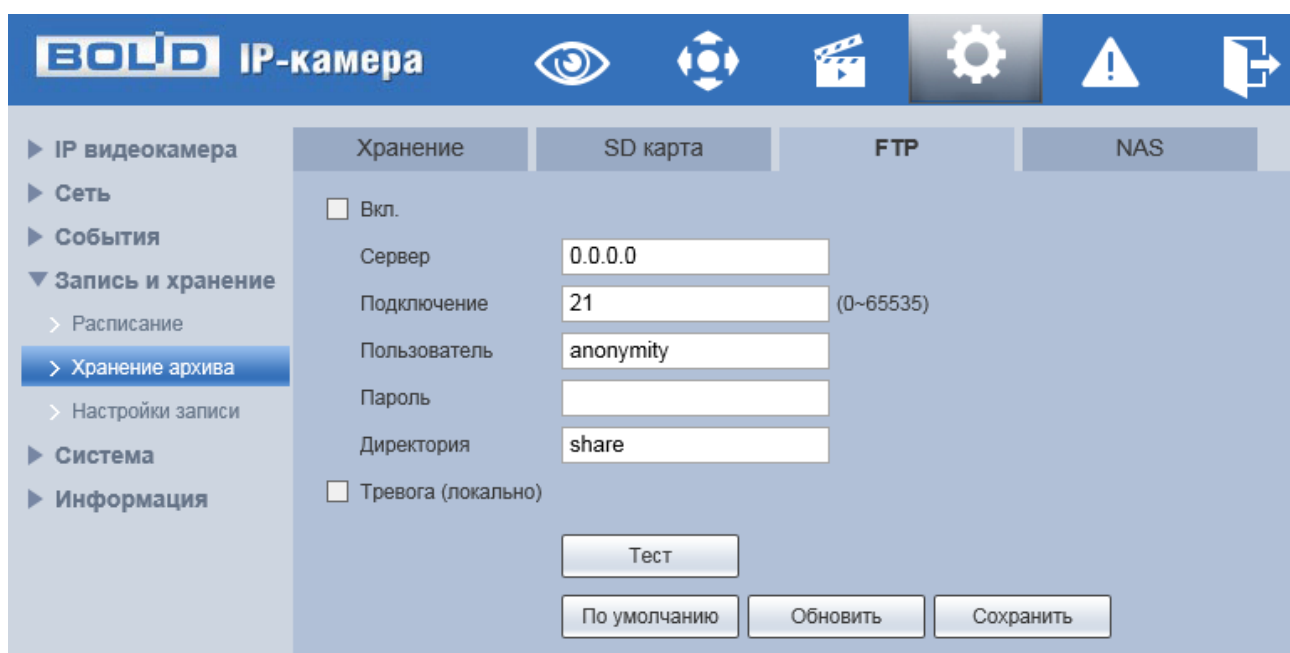 BOLID IP-камера
IP видеокамера
Сеть
События
Запись и хранение
Расписание
Хранение архива
Настройки записи
Система
Информация
Хранение SD карта FTP NAS
Вкл.
Сервер 0.0.0.0
Подключение 21 (0~65535)
Пользователь anonymity
Пароль
Директория share
Тревога (локально)
Тест
По умолчанию Обновить Сохранить